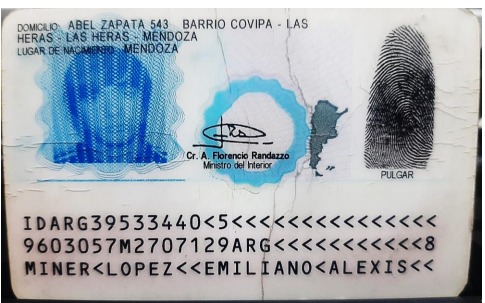 DOMICILIO: ABEL ZAPATA 543 BARRIO COVIPA - LAS
HERAS - LAS HERAS - MENDOZA
LUGAR DE NACIMIENTO: MENDOZA
Cr. A. Florencio Randazzo
Ministro del Interior
PULGAR
IDARG39533440<5<<<<<<<<<<<<<<<
9603057M2707129ARG<<<<<<<<<<<8
MINER<LOPEZ<<EMILIANO<ALEXIS<<